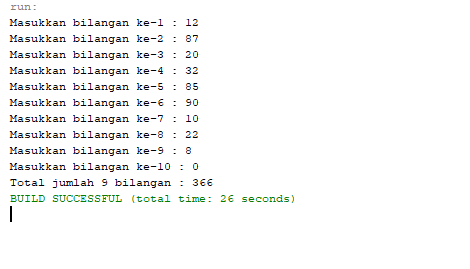 run:
Masukkan bilangan ke-1 : 12
Masukkan bilangan ke-2 : 87
Masukkan bilangan ke-3 : 20
Masukkan bilangan ke-4 : 32
Masukkan bilangan ke-5 : 85
Masukkan bilangan ke-6 : 90
Masukkan bilangan ke-7 : 10
Masukkan bilangan ke-8 : 22
Masukkan bilangan ke-9 : 8
Masukkan bilangan ke-10 : 0
Total jumlah 9 bilangan : 366
BUILD SUCCESSFUL (total time: 26 seconds)